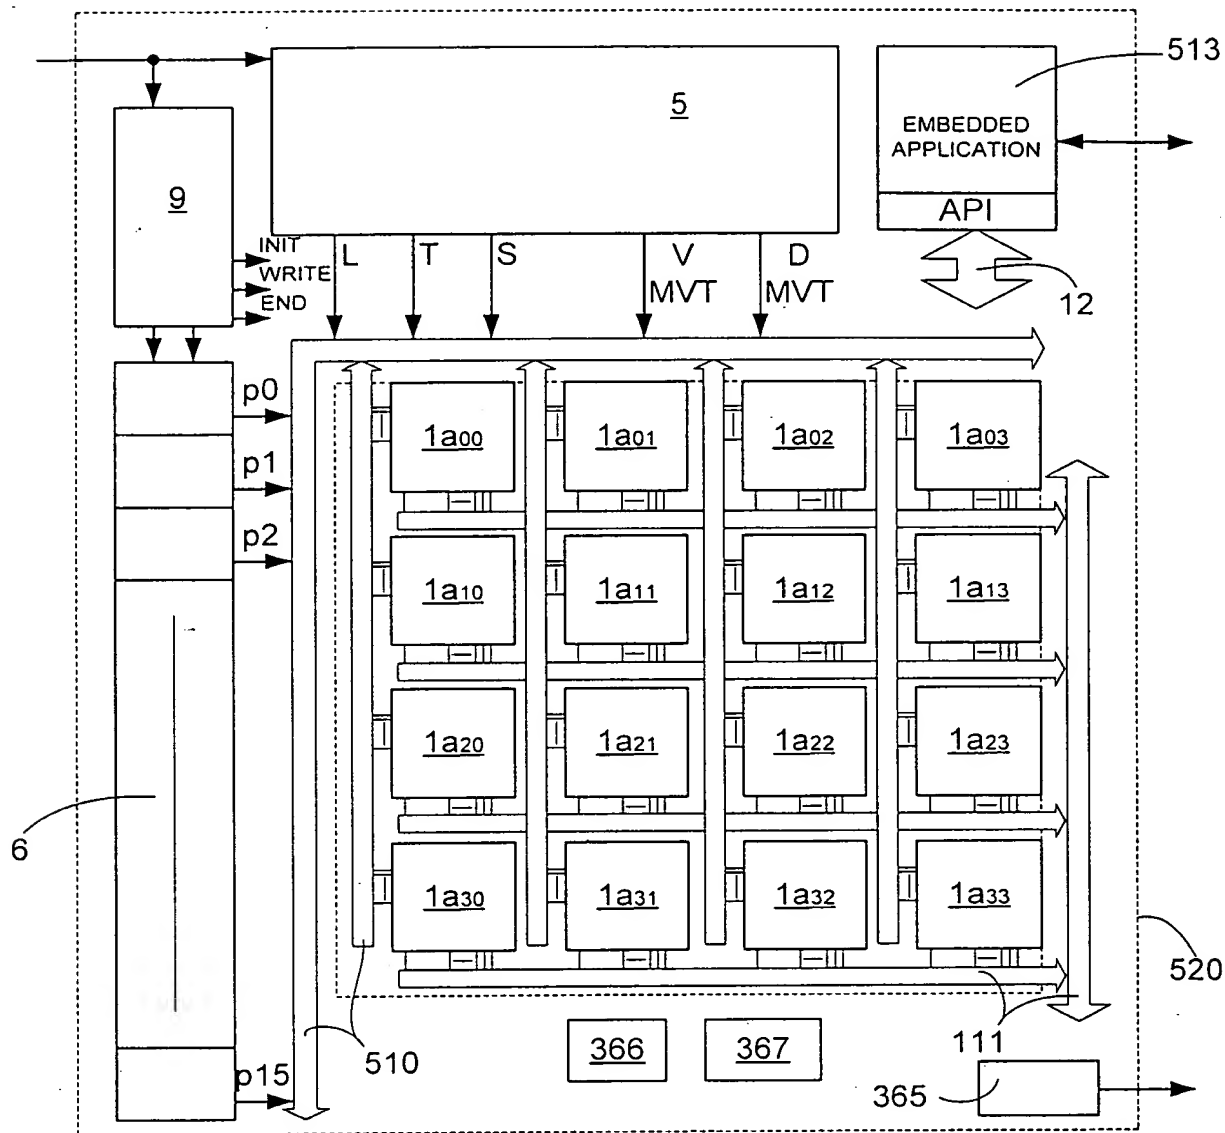 513
5
EMBEDDED
APPLICATION
9
API
INIT
WRITE
END
L
T
S
V
MVT
D
MVT
12
p0
p1
p2
1a00
1a01
1a02
1a03
1a10
1a11
1a12
1a13
1a20
1a21
1a22
1a23
6
1a30
1a31
1a32
1a33
520
p15
510
366
367
111
365